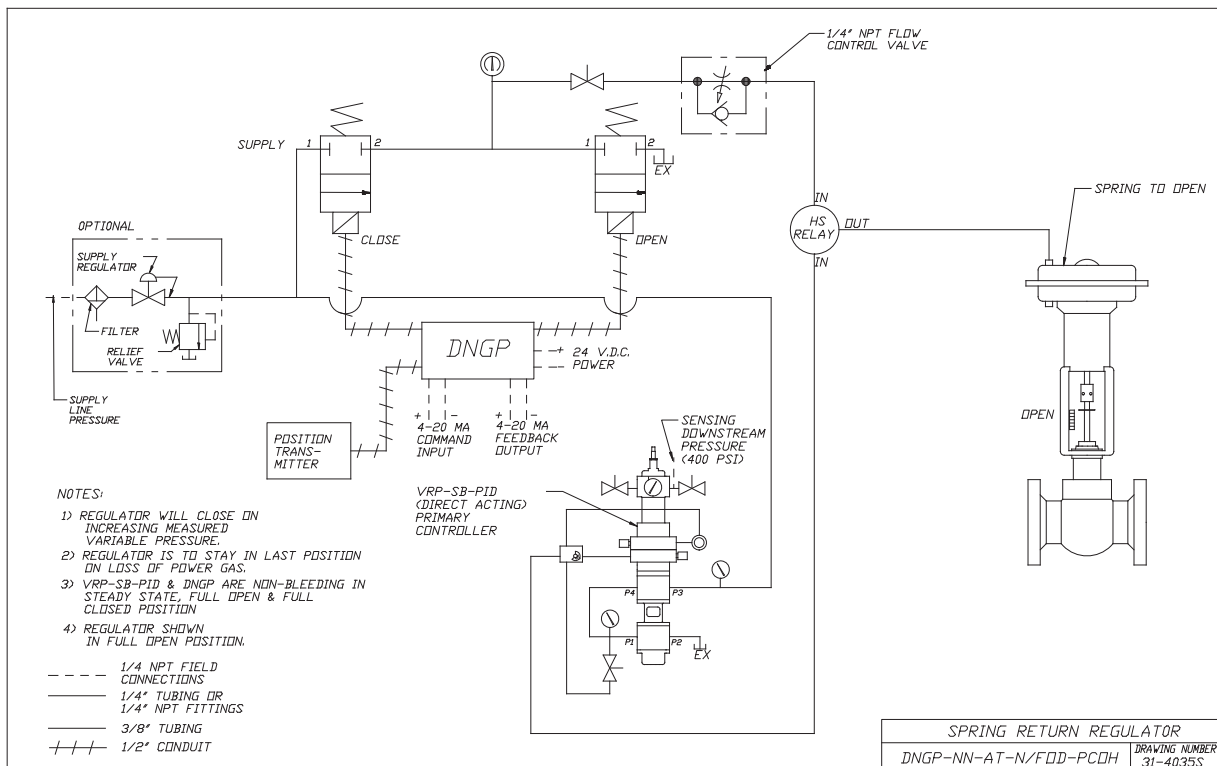 1/4" NPT FLOW
CONTROL VALVE
SUPPLY
1
2
1
2
EX
CLOSE
OPEN
IN
HS
RELAY
OUT
IN
SPRING TO OPEN
OPTIONAL
SUPPLY
REGULATOR
FILTER
RELIEF
VALVE
SUPPLY
LINE
PRESSURE
DNGP
+ 24 V.D.C.
- POWER
+ -
4-20 MA
COMMAND
INPUT
+ -
4-20 MA
FEEDBACK
OUTPUT
POSITION
TRANS-
MITTER
SENSING
DOWNSTREAM
PRESSURE
(400 PSI)
VRP-SB-PID
(DIRECT ACTING)
PRIMARY
CONTROLLER
P4
P3
P1
P2
EX
OPEN
NOTES:
1) REGULATOR WILL CLOSE ON
INCREASING MEASURED
VARIABLE PRESSURE.
2) REGULATOR IS TO STAY IN LAST POSITION
ON LOSS OF POWER GAS.
3) VRP-SB-PID & DNGP ARE NON-BLEEDING IN
STEADY STATE, FULL OPEN & FULL
CLOSED POSITION
4) REGULATOR SHOWN
IN FULL OPEN POSITION.
1/4 NPT FIELD
CONNECTIONS
1/4" TUBING OR
1/4" NPT FITTINGS
3/8" TUBING
1/2" CONDUIT
SPRING RETURN REGULATOR
DNGP-NN-AT-N/FOD-PCOH
DRAWING NUMBER
31-4035S